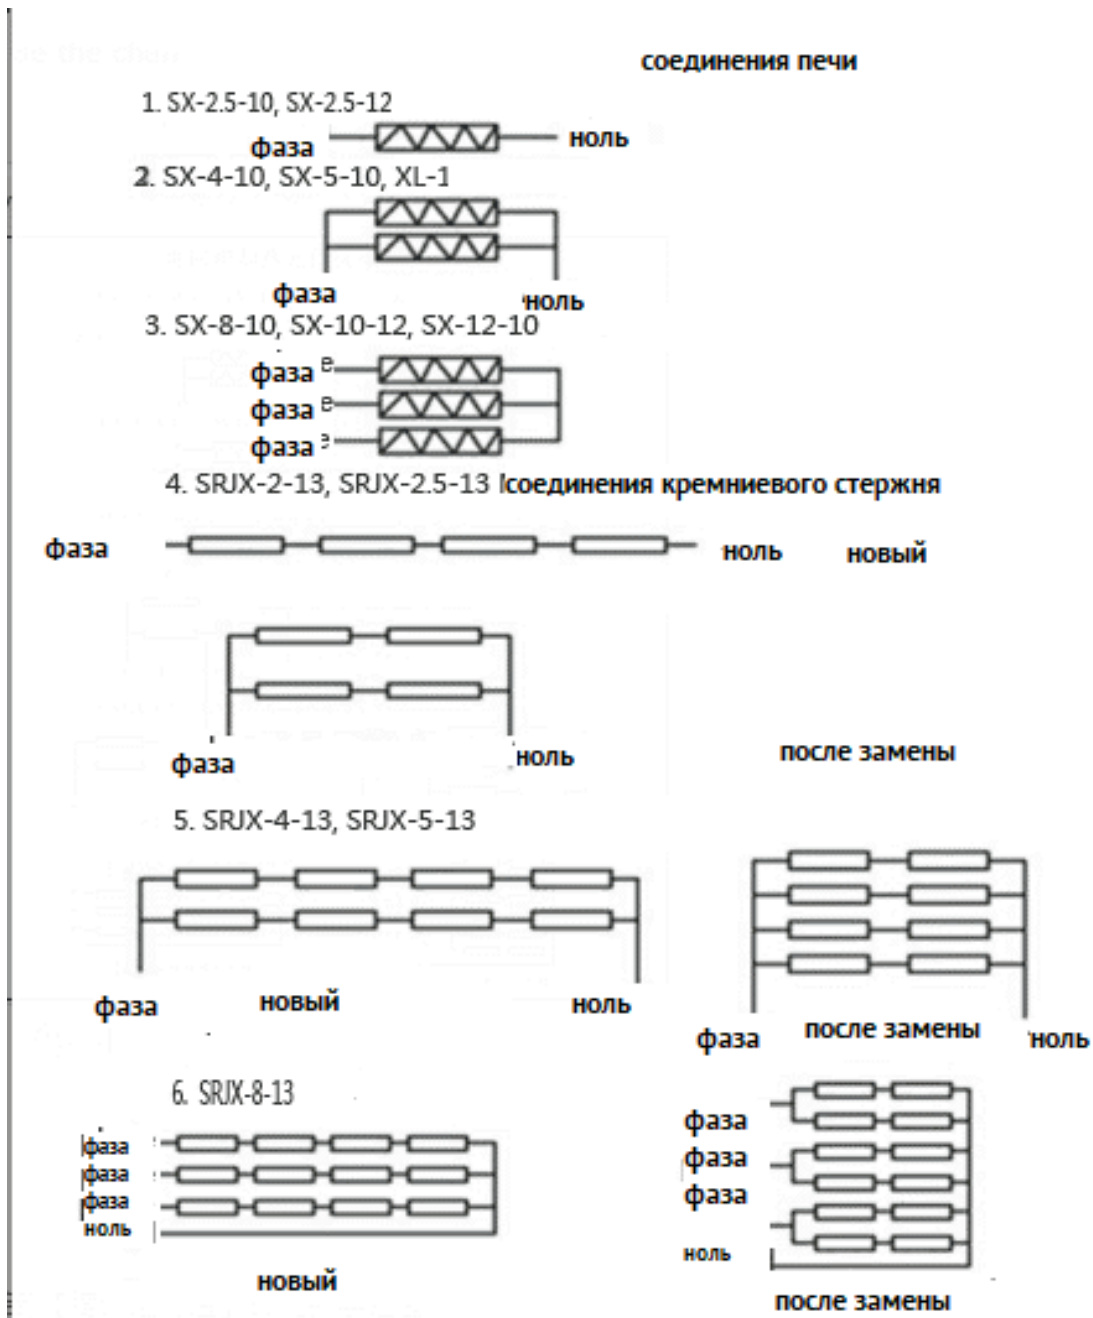 соединения печи
1. SX-2.5-10, SX-2.5-12
фаза ноль
2. SX-4-10, SX-5-10, XL-1
фаза ноль
3. SX-8-10, SX-10-12, SX-12-10
фаза e
фаза e
фаза
4. SRJX-2-13, SRJX-2.5-13 соединения кремниевого стержня
фаза ноль новый
фаза ноль после замены
5. SRJX-4-13, SRJX-5-13
фаза новый ноль
фаза после замены ноль
6. SRJX-8-13
фаза
фаза
фаза
ноль
новый
фаза
фаза
фаза
ноль
после замены